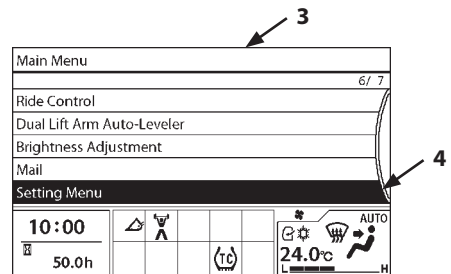 3
Main Menu
6/ 7
Ride Control
Dual Lift Arm Auto-Leveler
Brightness Adjustment
Mail
4
Setting Menu
10:00
AUTO
50.0h
(TC)
24.0℃
L H